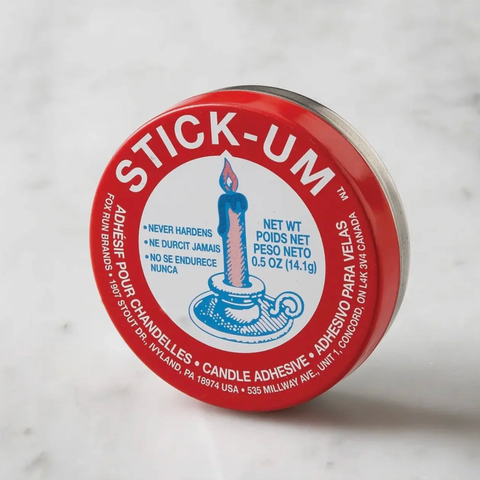 STICK-UM™
• NEVER HARDENS
• NE DURCIT JAMAIS
• NO SE ENDURECE
NUNCA
NET WT
POIDS NET
PESO NETO
0.5 OZ (14.1g)
ADHÉSIF POUR CHANDELLES • CANDLE ADHESIVE • ADHESIVO PARA VELAS
FOX RUN BRANDS • 1907 STOUT DR., IVYLAND, PA 18974 USA • 535 MILLWAY AVE., UNIT 1, CONCORD, ON L4K 3V4 CANADA